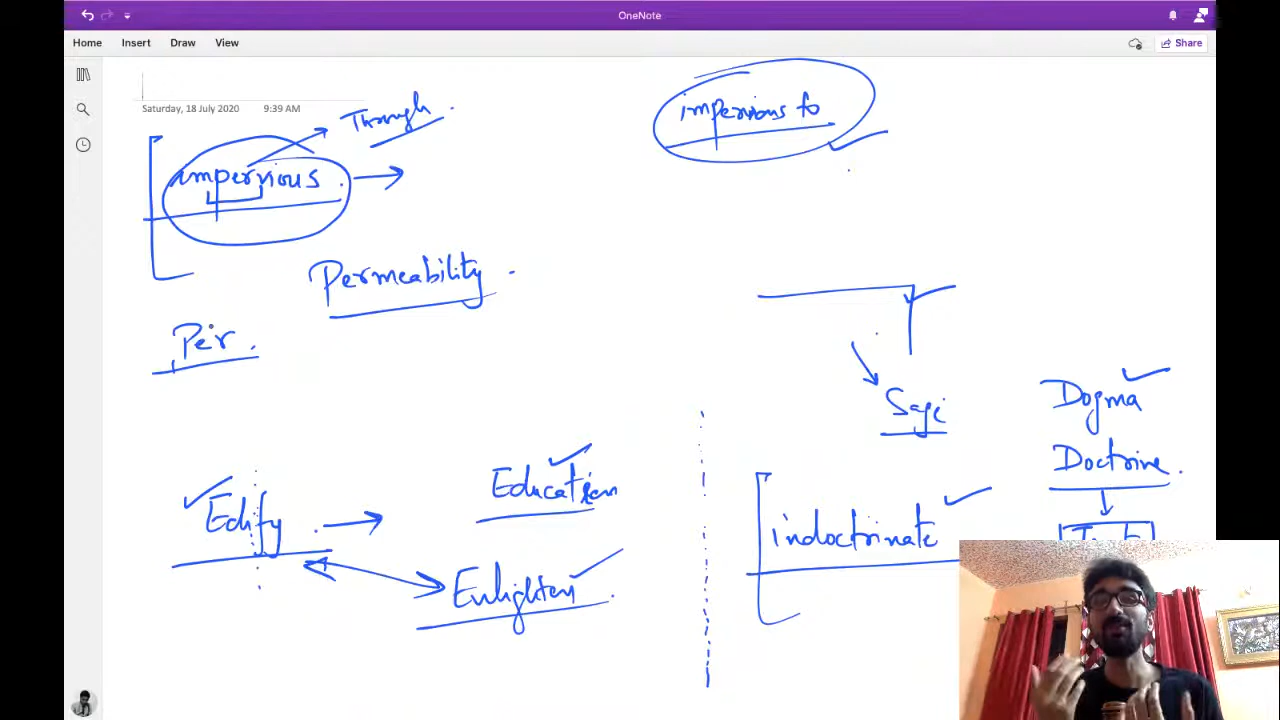 OneNote
Home Insert Draw View
Share
Saturday, 18 July 2020 9:39 AM
Through.
impervious to
impervious.
Permeability.
Per.
Dogma
Doctrine.
Education
Edify.
indoctrinate
Enlighten.